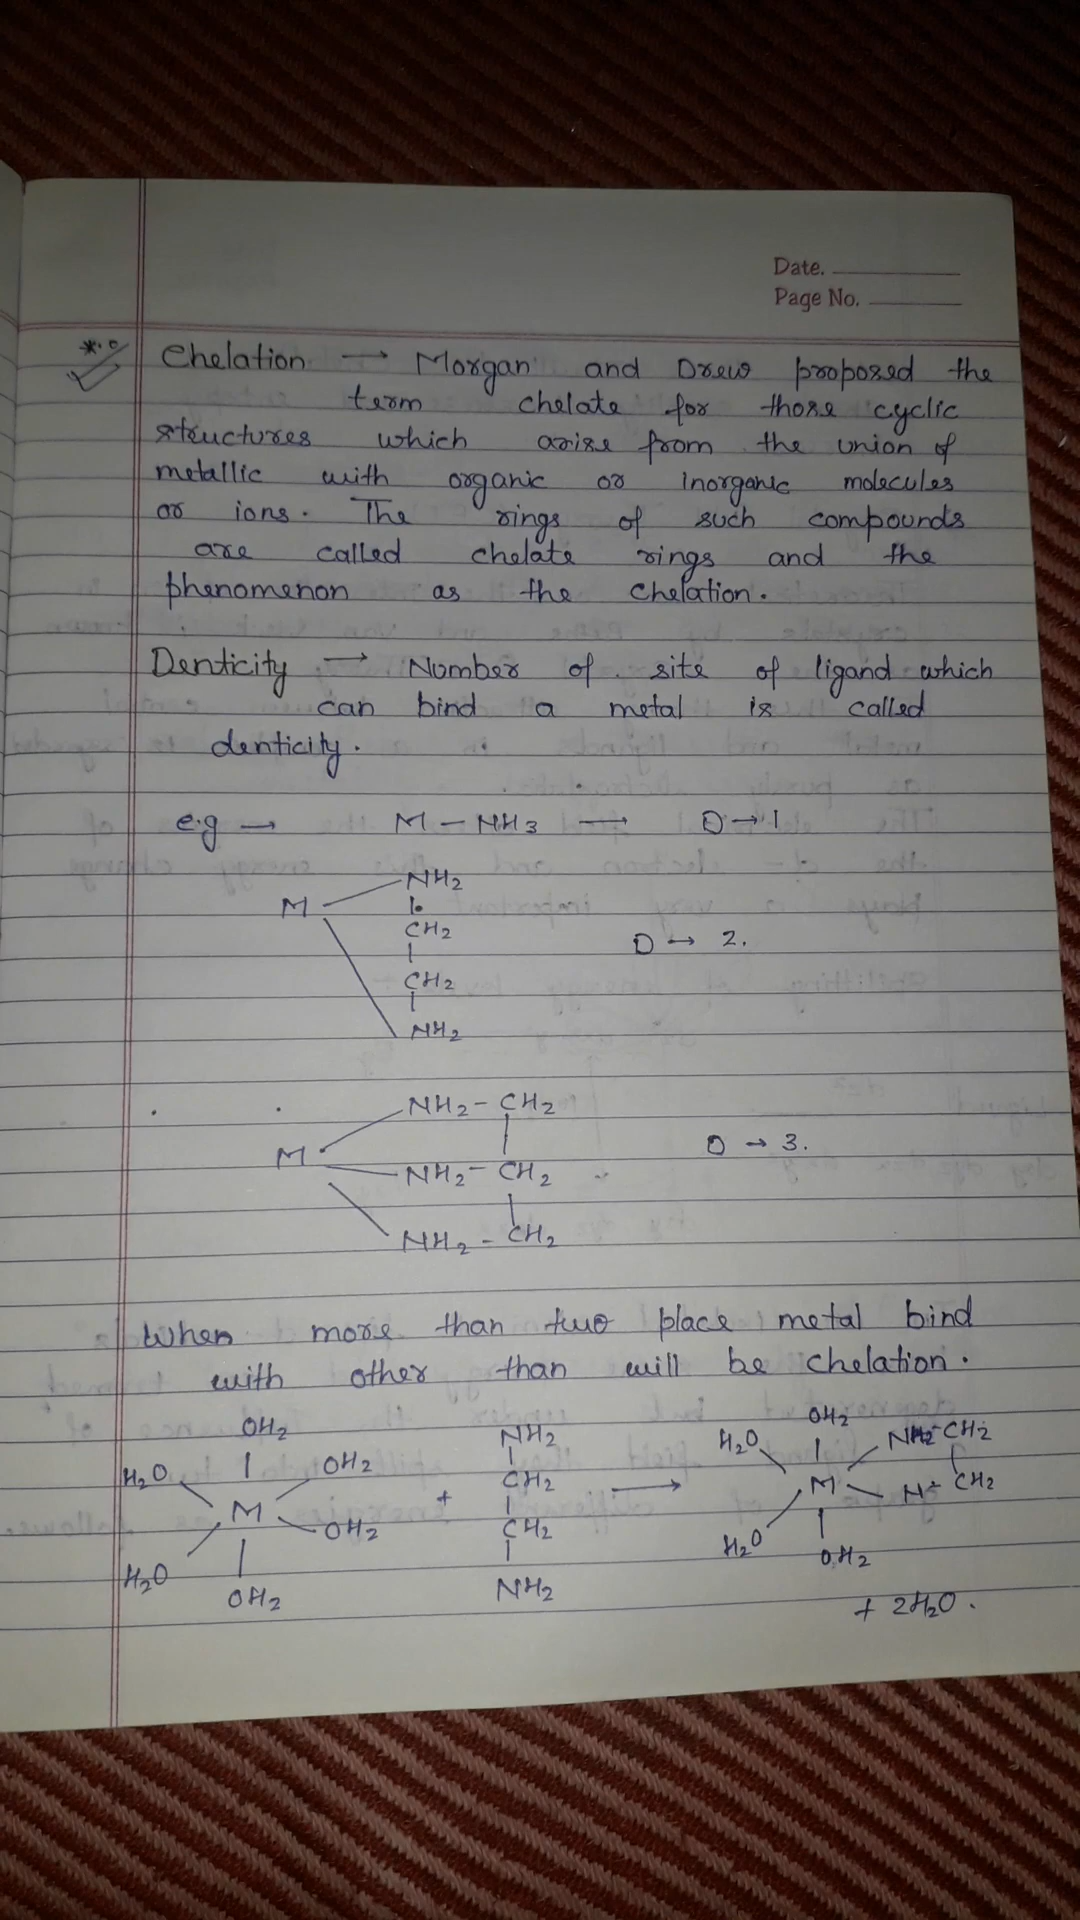 Date.
Page No.
Chelation → Morgan and Drew proposed the
term chelate for those cyclic
structures which arise from the union of
metallic with organic or inorganic molecules
or ions. The rings of such compounds
are called chelate rings and the
phenomenon as the chelation.
Denticity → Number of site of ligand which
can bind a metal is called
denticity.
e.g → M - NH3 → D → 1
NH2
M
CH2
D → 2.
CH2
NH2
NH2 - CH2
M D → 3.
NH2 - CH2
NH2 - CH2
When more than two place metal bind
with other than will be chelation.
OH2 NH2 OH2
H2O OH2 CH2 H2O NH2-CH2
M + → M N- CH2
OH2 CH2
H2O OH2 NH2 H2O OH2
+ 2H2O.